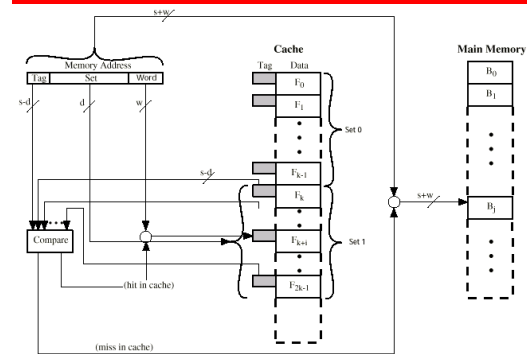 s+w
Cache
Main Memory
Memory Address
Tag Set Word
Tag Data
s-d
d
w
F0
F1
Set 0
s-d
Fk-1
Fk
Fk+i
Set 1
F2k-1
B0
B1
s+w
Bj
Compare
(hit in cache)
(miss in cache)